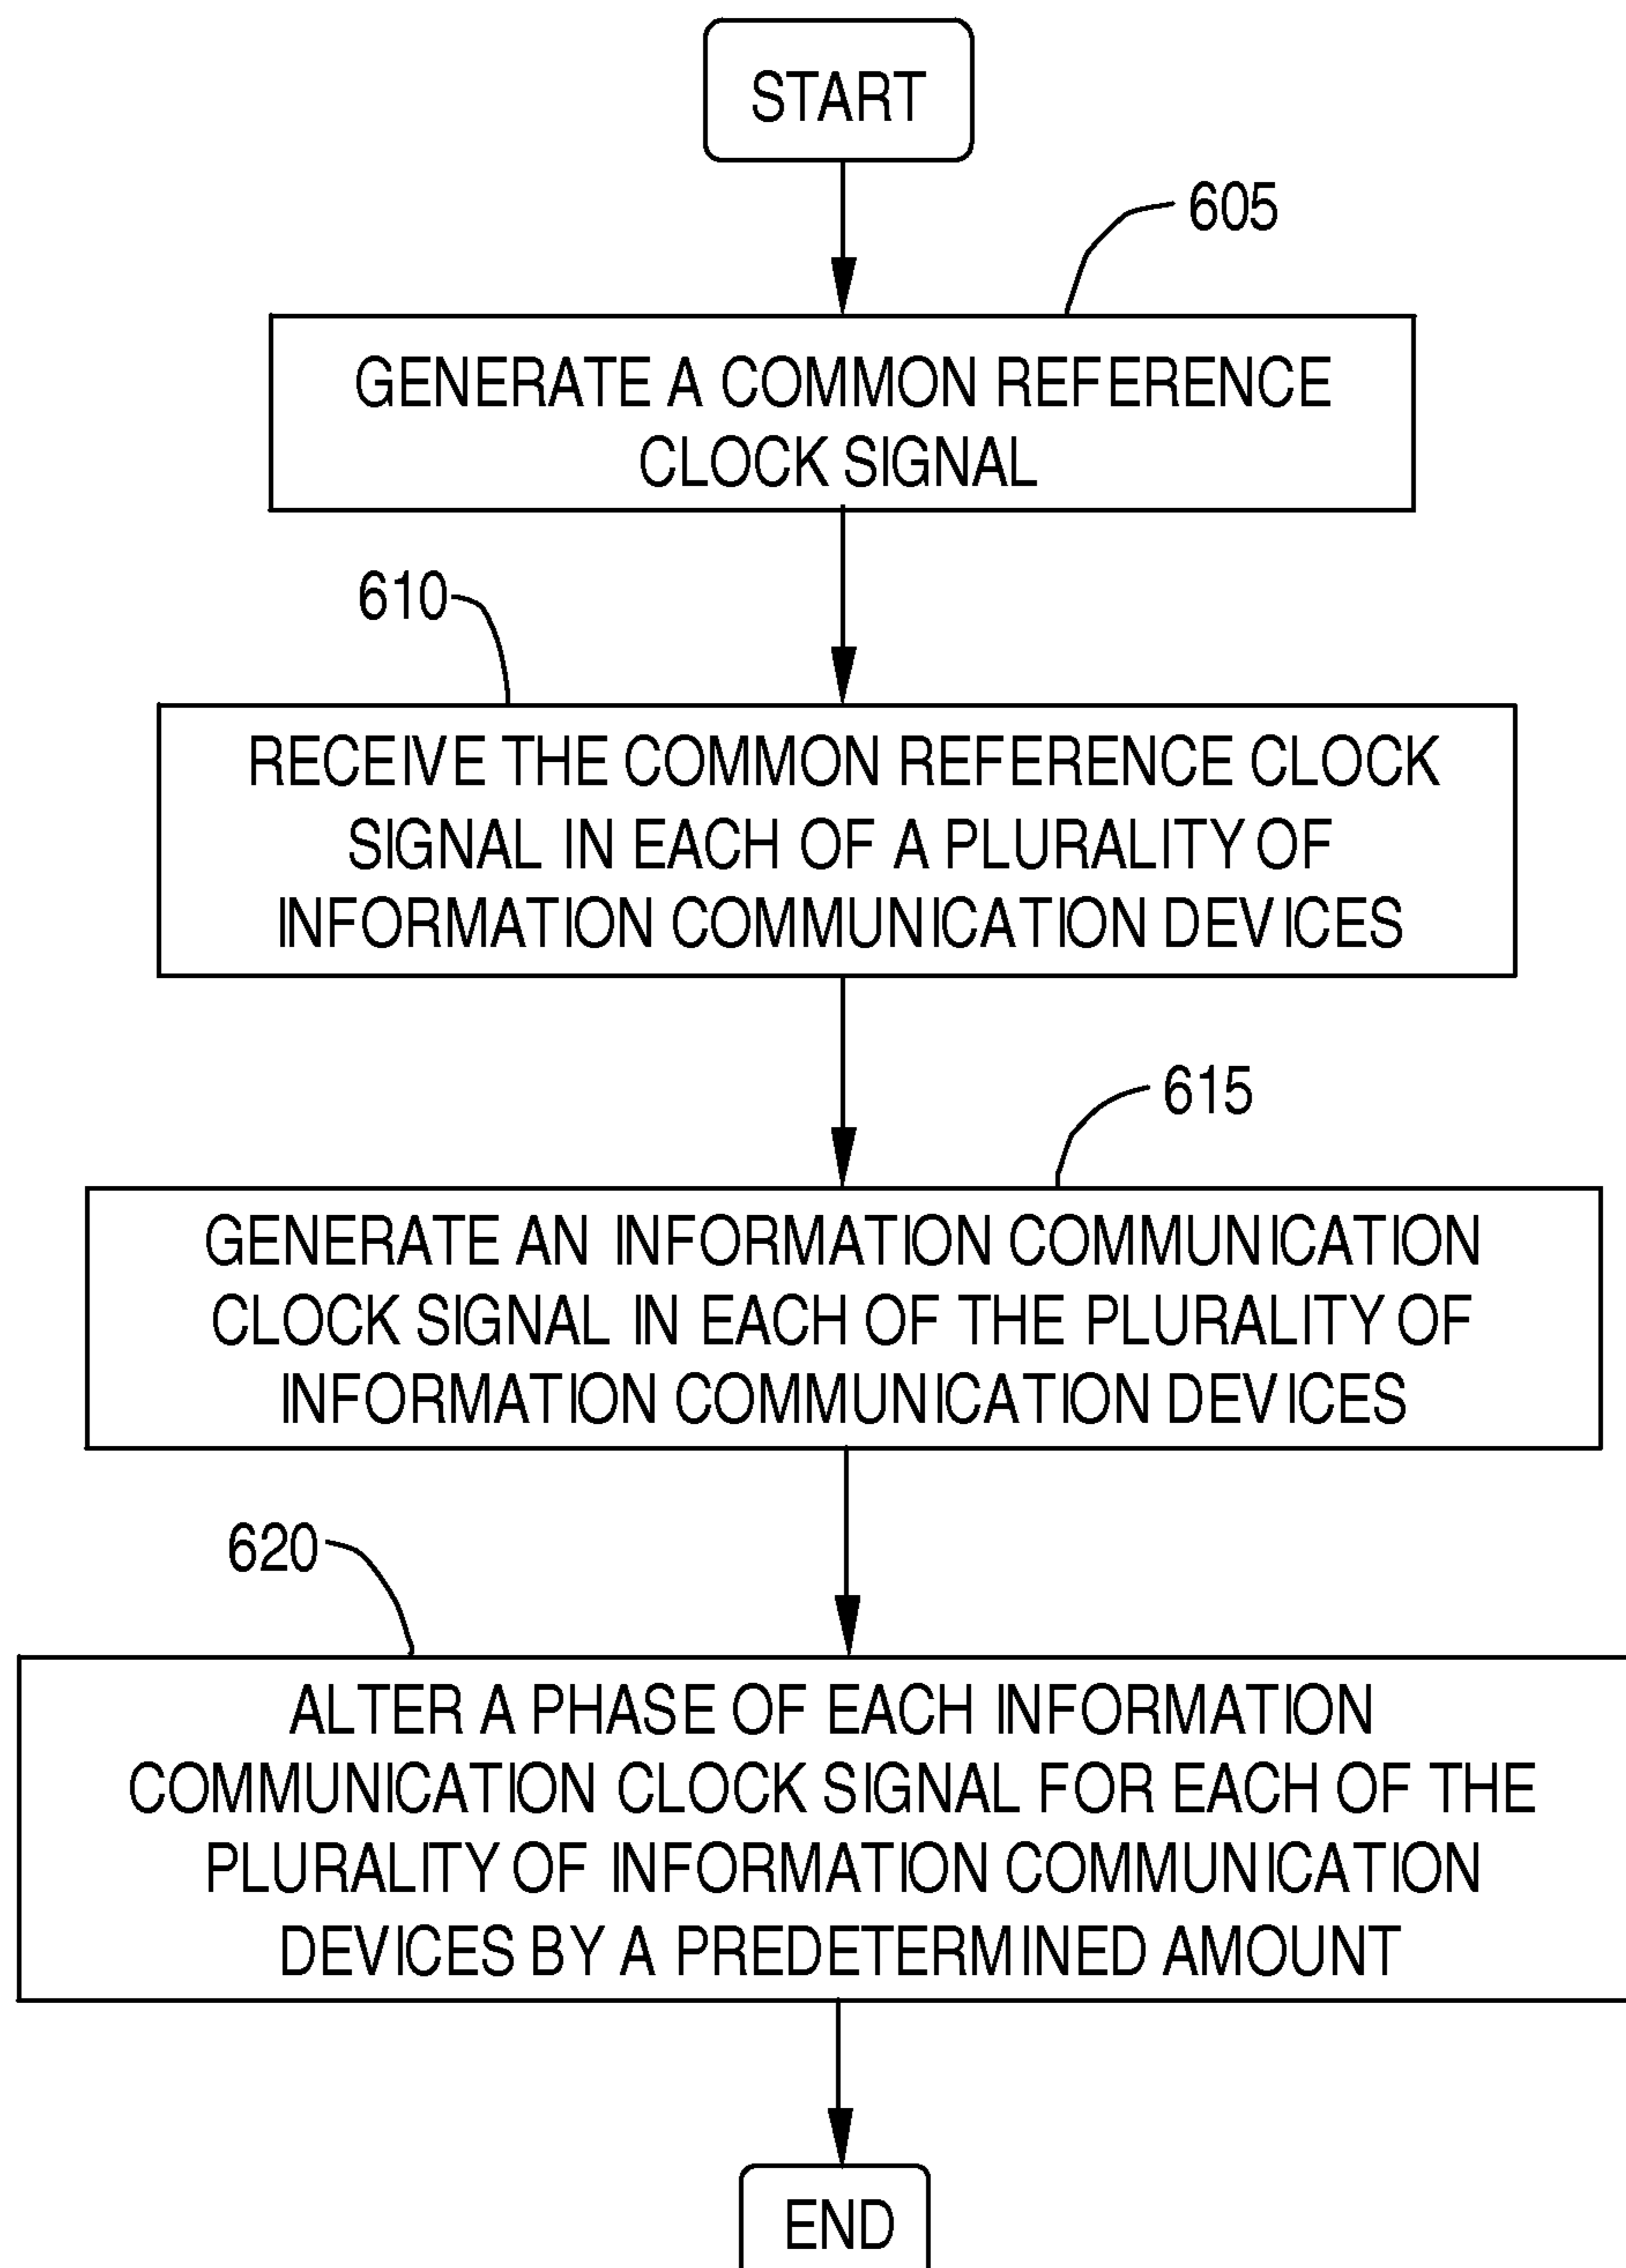 START
605
GENERATE A COMMON REFERENCE
CLOCK SIGNAL
610
RECEIVE THE COMMON REFERENCE CLOCK
SIGNAL IN EACH OF A PLURALITY OF
INFORMATION COMMUNICATION DEVICES
615
GENERATE AN INFORMATION COMMUNICATION
CLOCK SIGNAL IN EACH OF THE PLURALITY OF
INFORMATION COMMUNICATION DEVICES
620
ALTER A PHASE OF EACH INFORMATION
COMMUNICATION CLOCK SIGNAL FOR EACH OF THE
PLURALITY OF INFORMATION COMMUNICATION
DEVICES BY A PREDETERMINED AMOUNT
END